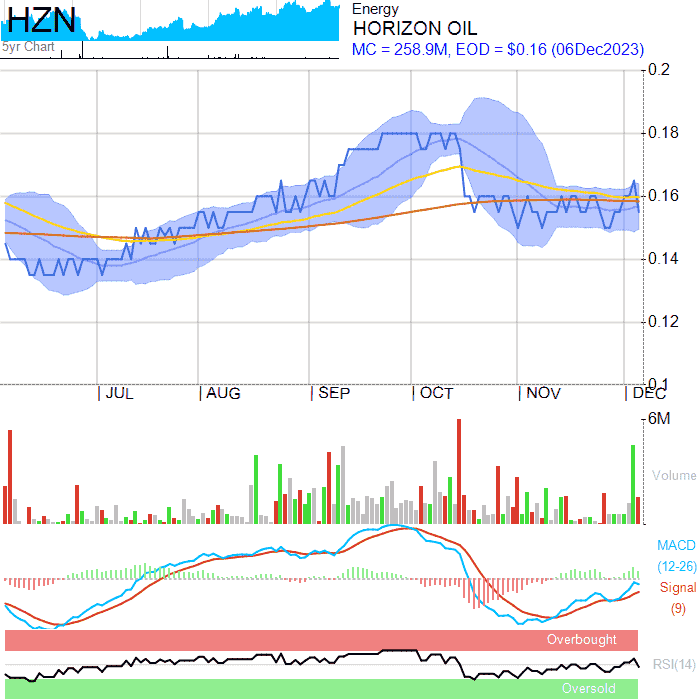 HZN
5yr Chart
Energy
HORIZON OIL
MC = 258.9M, EOD = $0.16 (06Dec2023)
0.2
0.18
0.16
0.14
0.12
0.1
JUL AUG SEP OCT NOV DEC
6M
Volume
MACD
(12-26)
Signal
(9)
Overbought
RSI(14)
Oversold